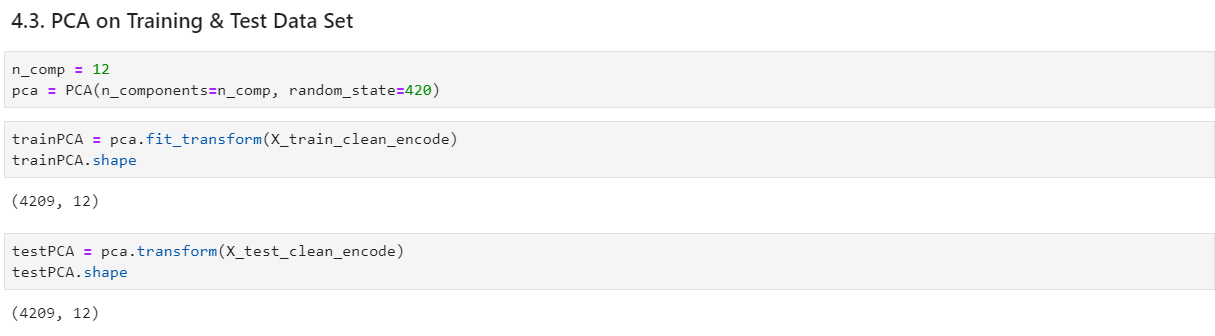 4.3. PCA on Training & Test Data Set
n_comp = 12
pca = PCA(n_components=n_comp, random_state=420)
trainPCA = pca.fit_transform(X_train_clean_encode)
trainPCA.shape
(4209, 12)
testPCA = pca.transform(X_test_clean_encode)
testPCA.shape
(4209, 12)